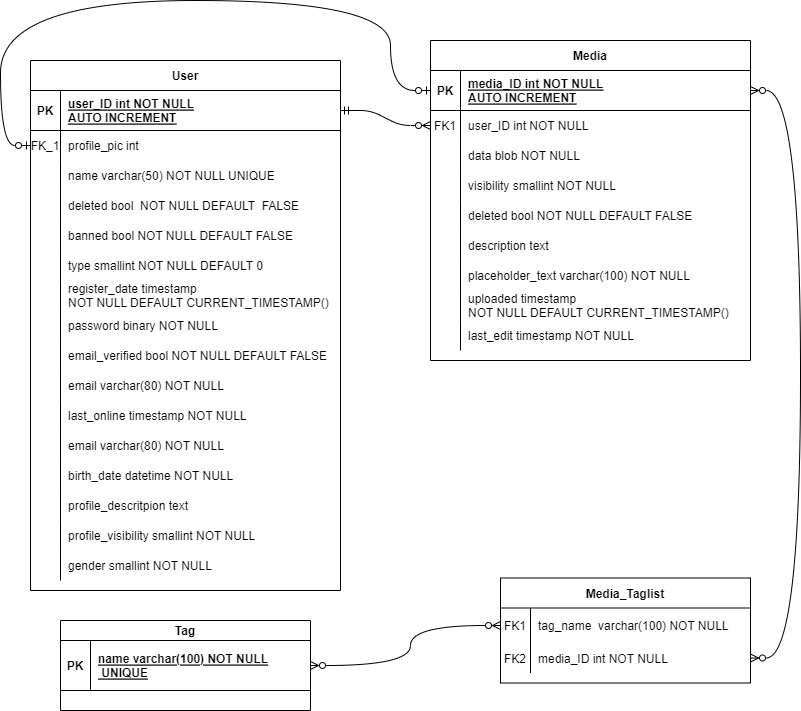 User
PK
user_ID int NOT NULL
AUTO INCREMENT
FK_1
profile_pic int
name varchar(50) NOT NULL UNIQUE
deleted bool NOT NULL DEFAULT FALSE
banned bool NOT NULL DEFAULT FALSE
type smallint NOT NULL DEFAULT 0
register_date timestamp
NOT NULL DEFAULT CURRENT_TIMESTAMP()
password binary NOT NULL
email_verified bool NOT NULL DEFAULT FALSE
email varchar(80) NOT NULL
last_online timestamp NOT NULL
email varchar(80) NOT NULL
birth_date datetime NOT NULL
profile_descritpion text
profile_visibility smallint NOT NULL
gender smallint NOT NULL
Media
PK
media_ID int NOT NULL
AUTO INCREMENT
FK1
user_ID int NOT NULL
data blob NOT NULL
visibility smallint NOT NULL
deleted bool NOT NULL DEFAULT FALSE
description text
placeholder_text varchar(100) NOT NULL
uploaded timestamp
NOT NULL DEFAULT CURRENT_TIMESTAMP()
last_edit timestamp NOT NULL
Tag
PK
name varchar(100) NOT NULL
UNIQUE
Media_Taglist
FK1
tag_name varchar(100) NOT NULL
FK2
media_ID int NOT NULL